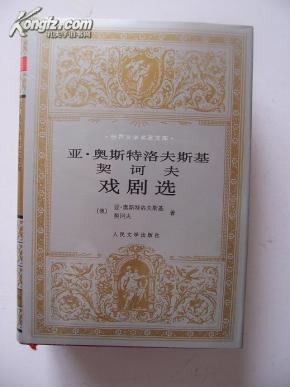 Kongfz.com
孔夫子旧书网
·世界文学名著文库·
亚·奥斯特洛夫斯基
契诃夫
戏剧选
[俄] 亚·奥斯特洛夫斯基
契诃夫
著
人民文学出版社